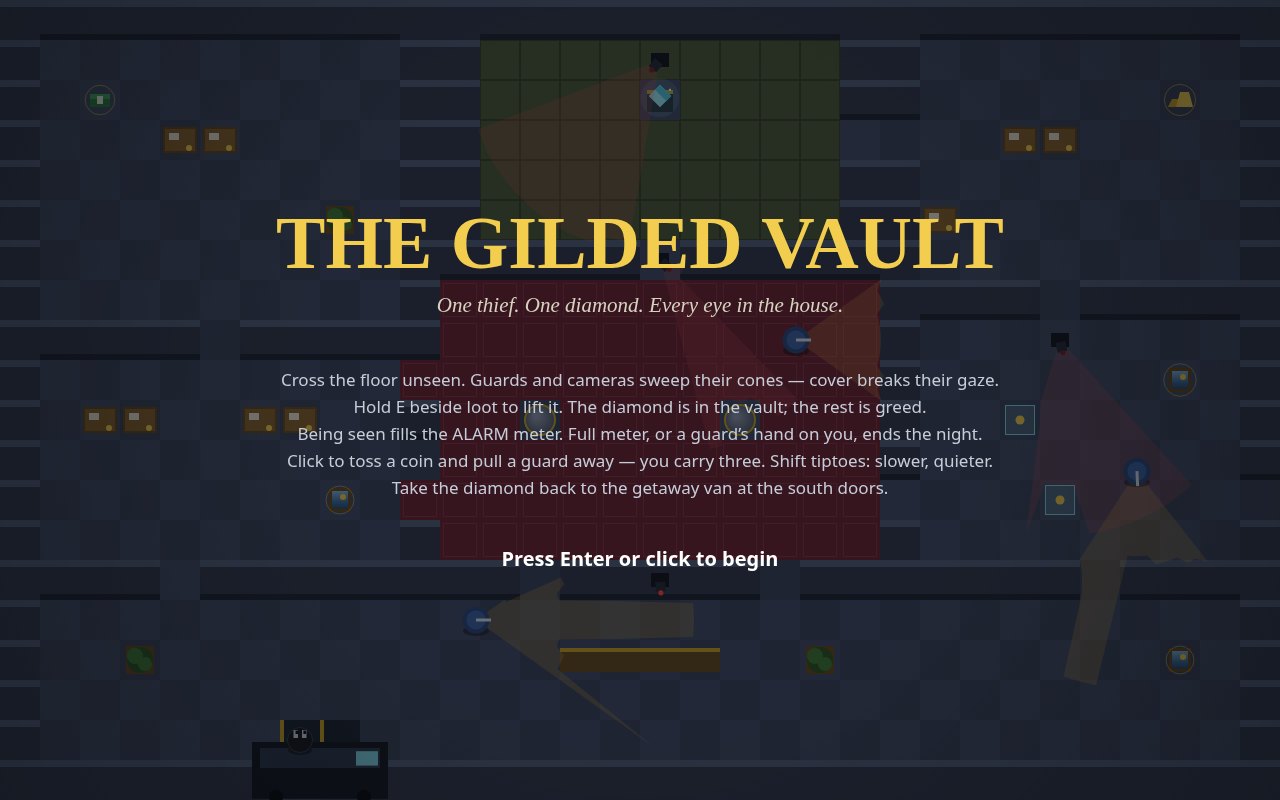 THE GILDED VAULT
One thief. One diamond. Every eye in the house.
Cross the floor unseen. Guards and cameras sweep their cones — cover breaks their gaze.
Hold E beside loot to lift it. The diamond is in the vault; the rest is greed.
Being seen fills the ALARM meter. Full meter, or a guard’s hand on you, ends the night.
Click to toss a coin and pull a guard away — you carry three. Shift tiptoes: slower, quieter.
Take the diamond back to the getaway van at the south doors.
Press Enter or click to begin